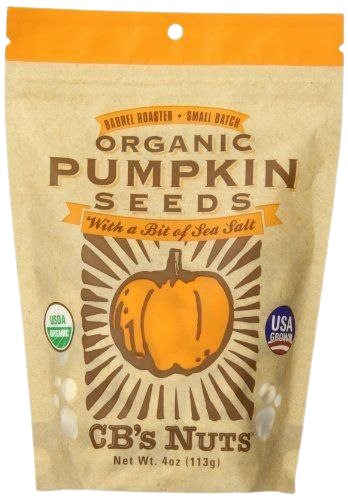 BARREL ROASTED • SMALL BATCH
ORGANIC
PUMPKIN
SEEDS
With a Bit of Sea Salt
USDA
ORGANIC
USA
GROWN
CB'S NUTS
Net Wt. 4oz (113g)